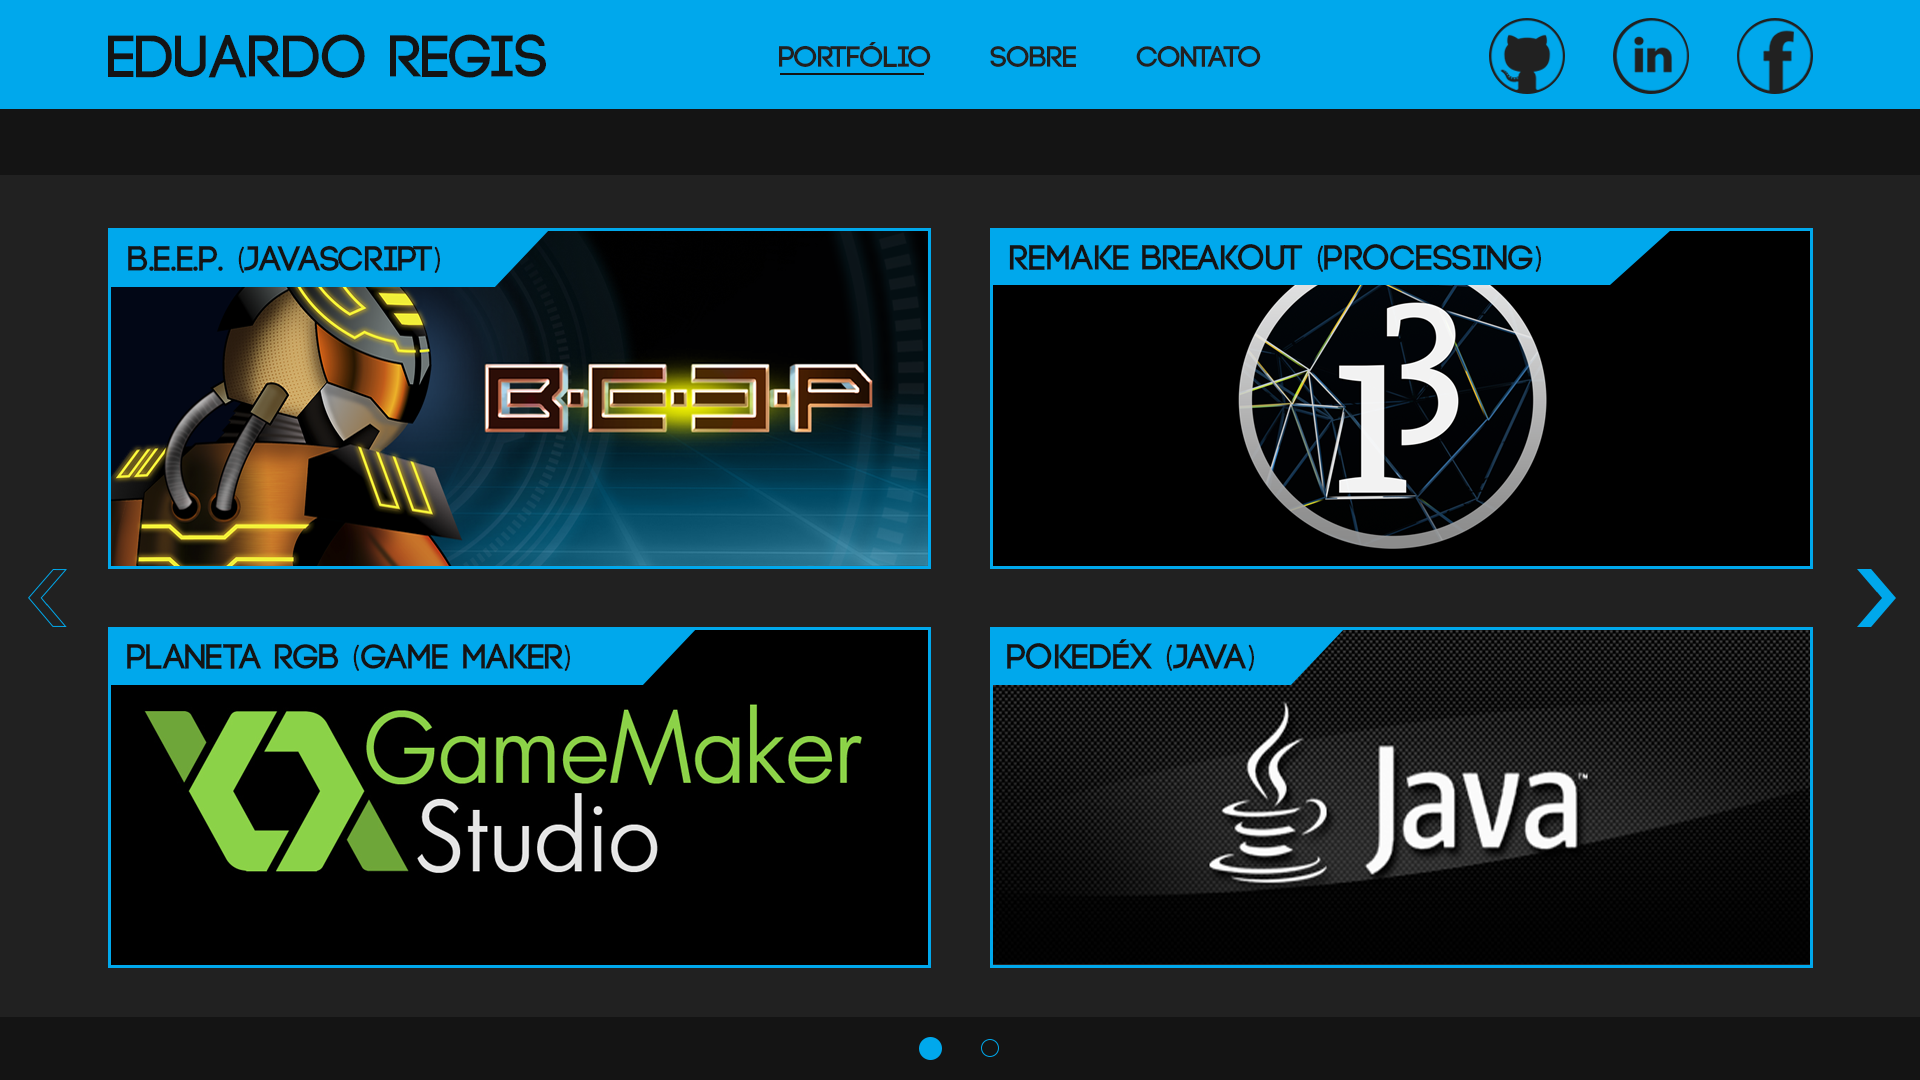 EDUARDO REGIS
PORTFÓLIO SOBRE CONTATO
in f
B.E.E.P. (JAVASCRIPT)
B.E.E.P
REMAKE BREAKOUT (PROCESSING)
13
PLANETA RGB (GAME MAKER)
GameMaker
Studio
POKEDÉX (JAVA)
Java™